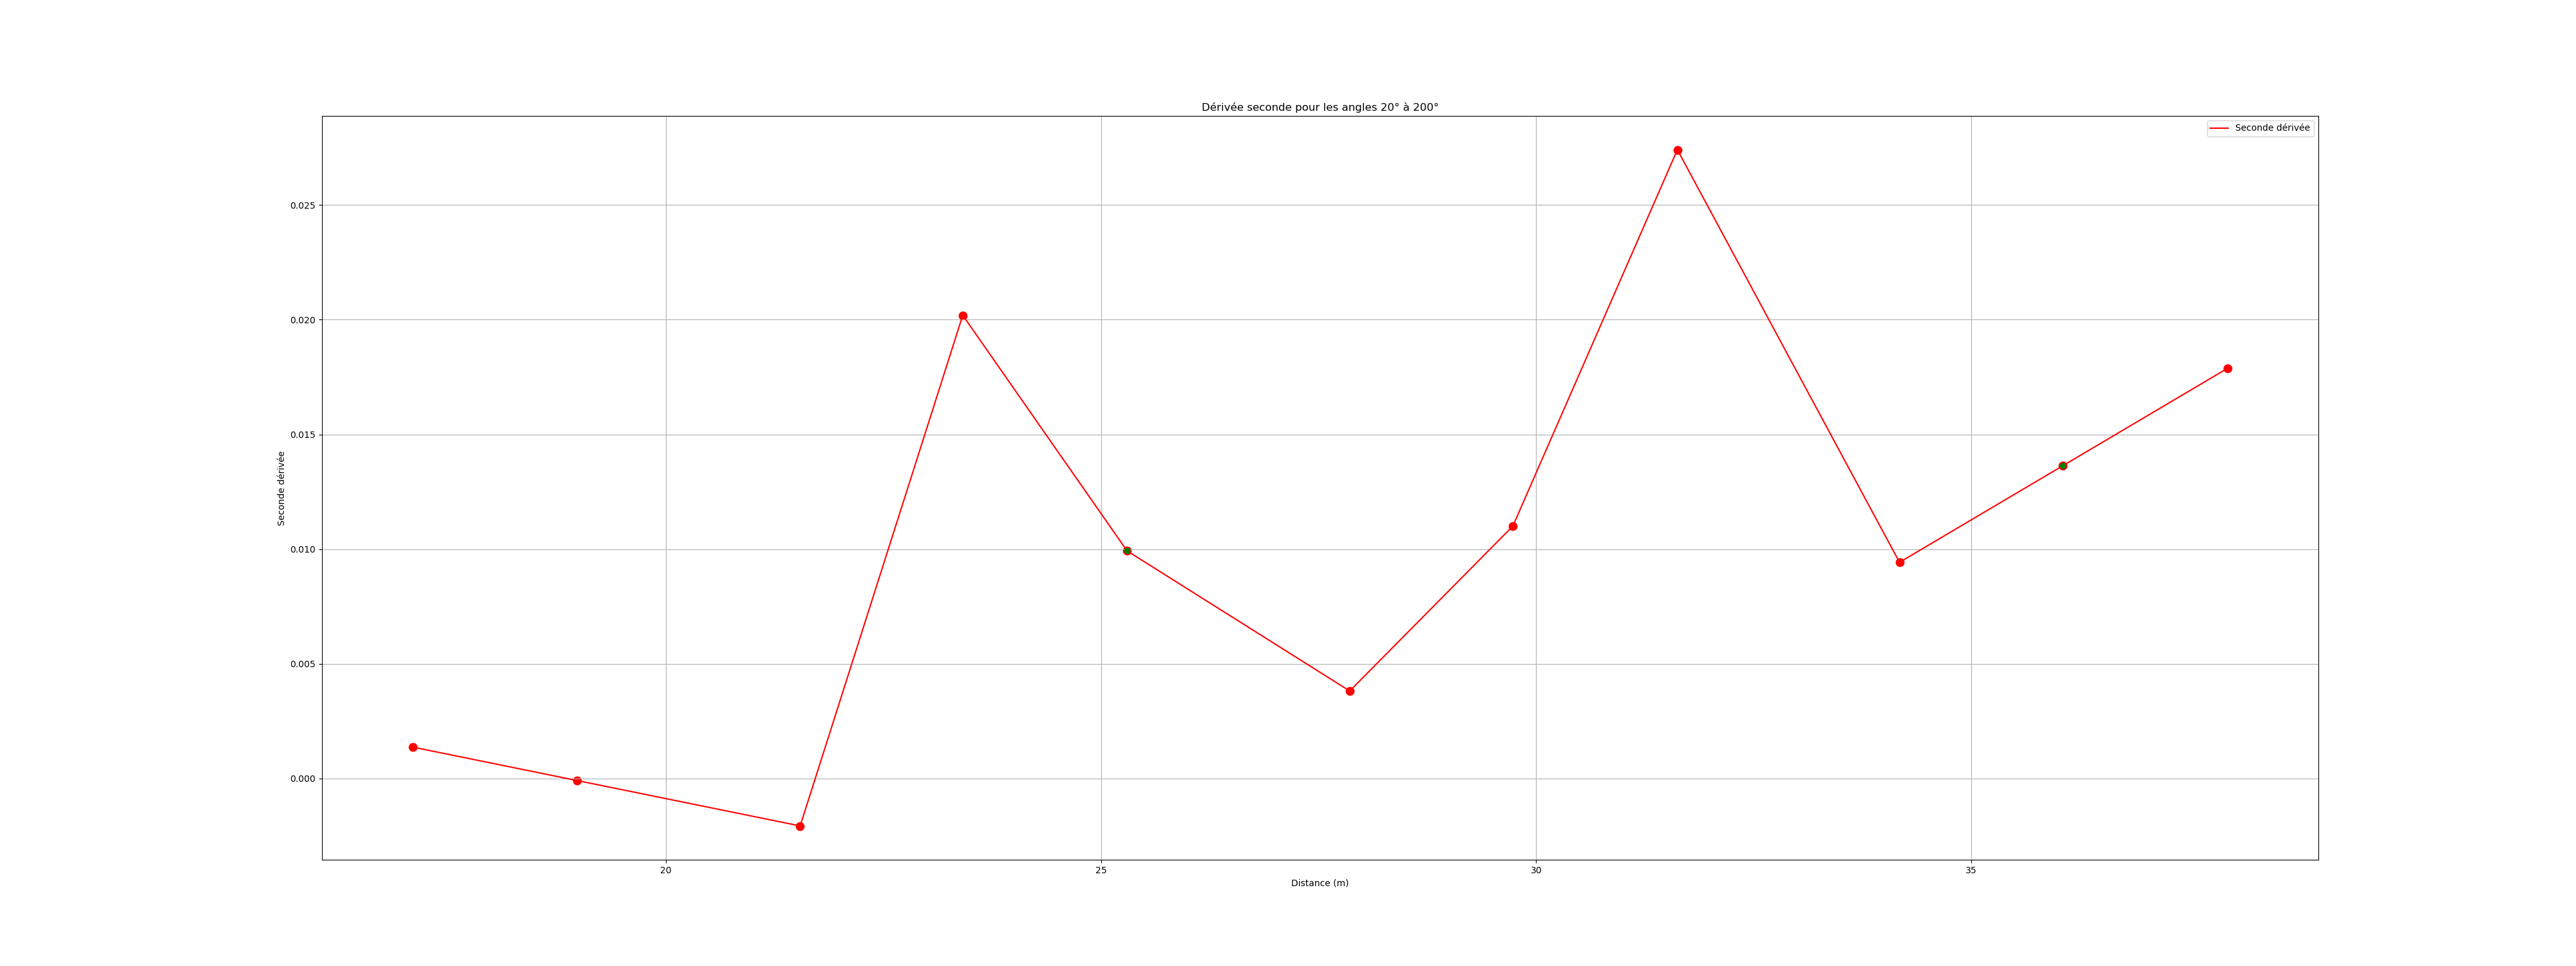 Dérivée seconde pour les angles 20° à 200°
Seconde dérivée
0.025
0.020
0.015
0.010
0.005
0.000
Seconde dérivée
20 25 30 35
Distance (m)